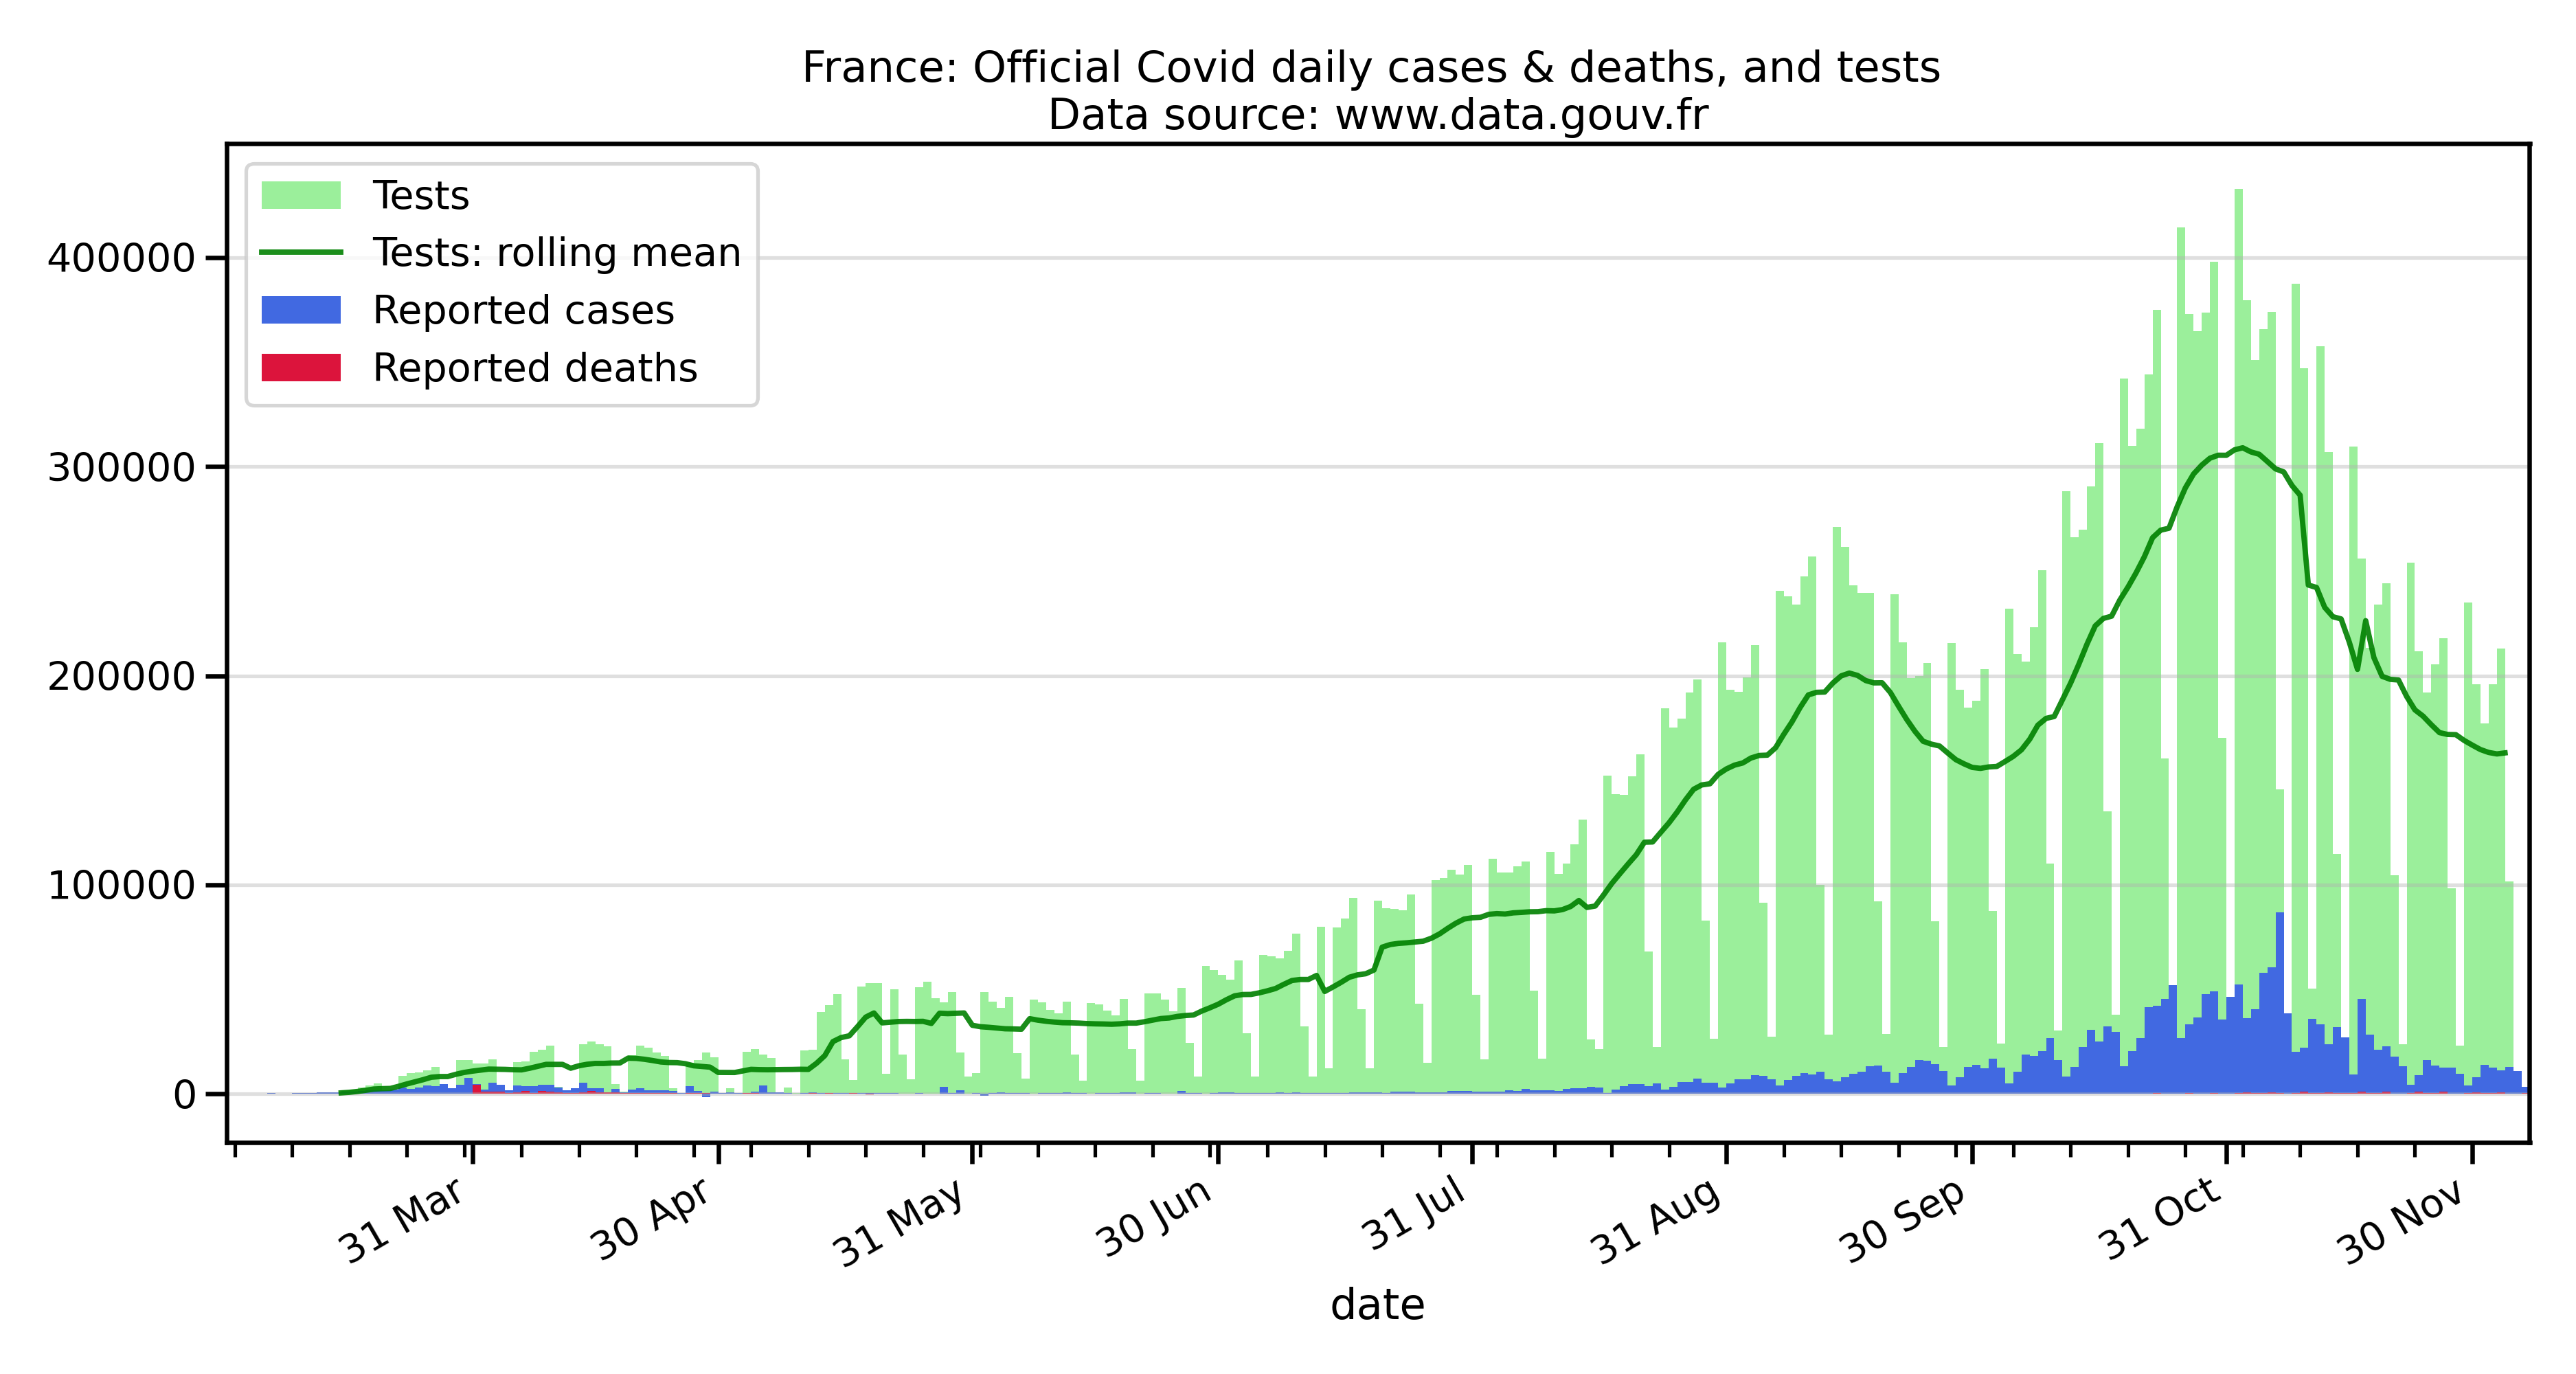 France: Official Covid daily cases & deaths, and tests
Data source: www.data.gouv.fr
Tests
Tests: rolling mean
Reported cases
Reported deaths
400000
300000
200000
100000
0
31 Mar
30 Apr
31 May
30 Jun
31 Jul
31 Aug
30 Sep
31 Oct
30 Nov
date